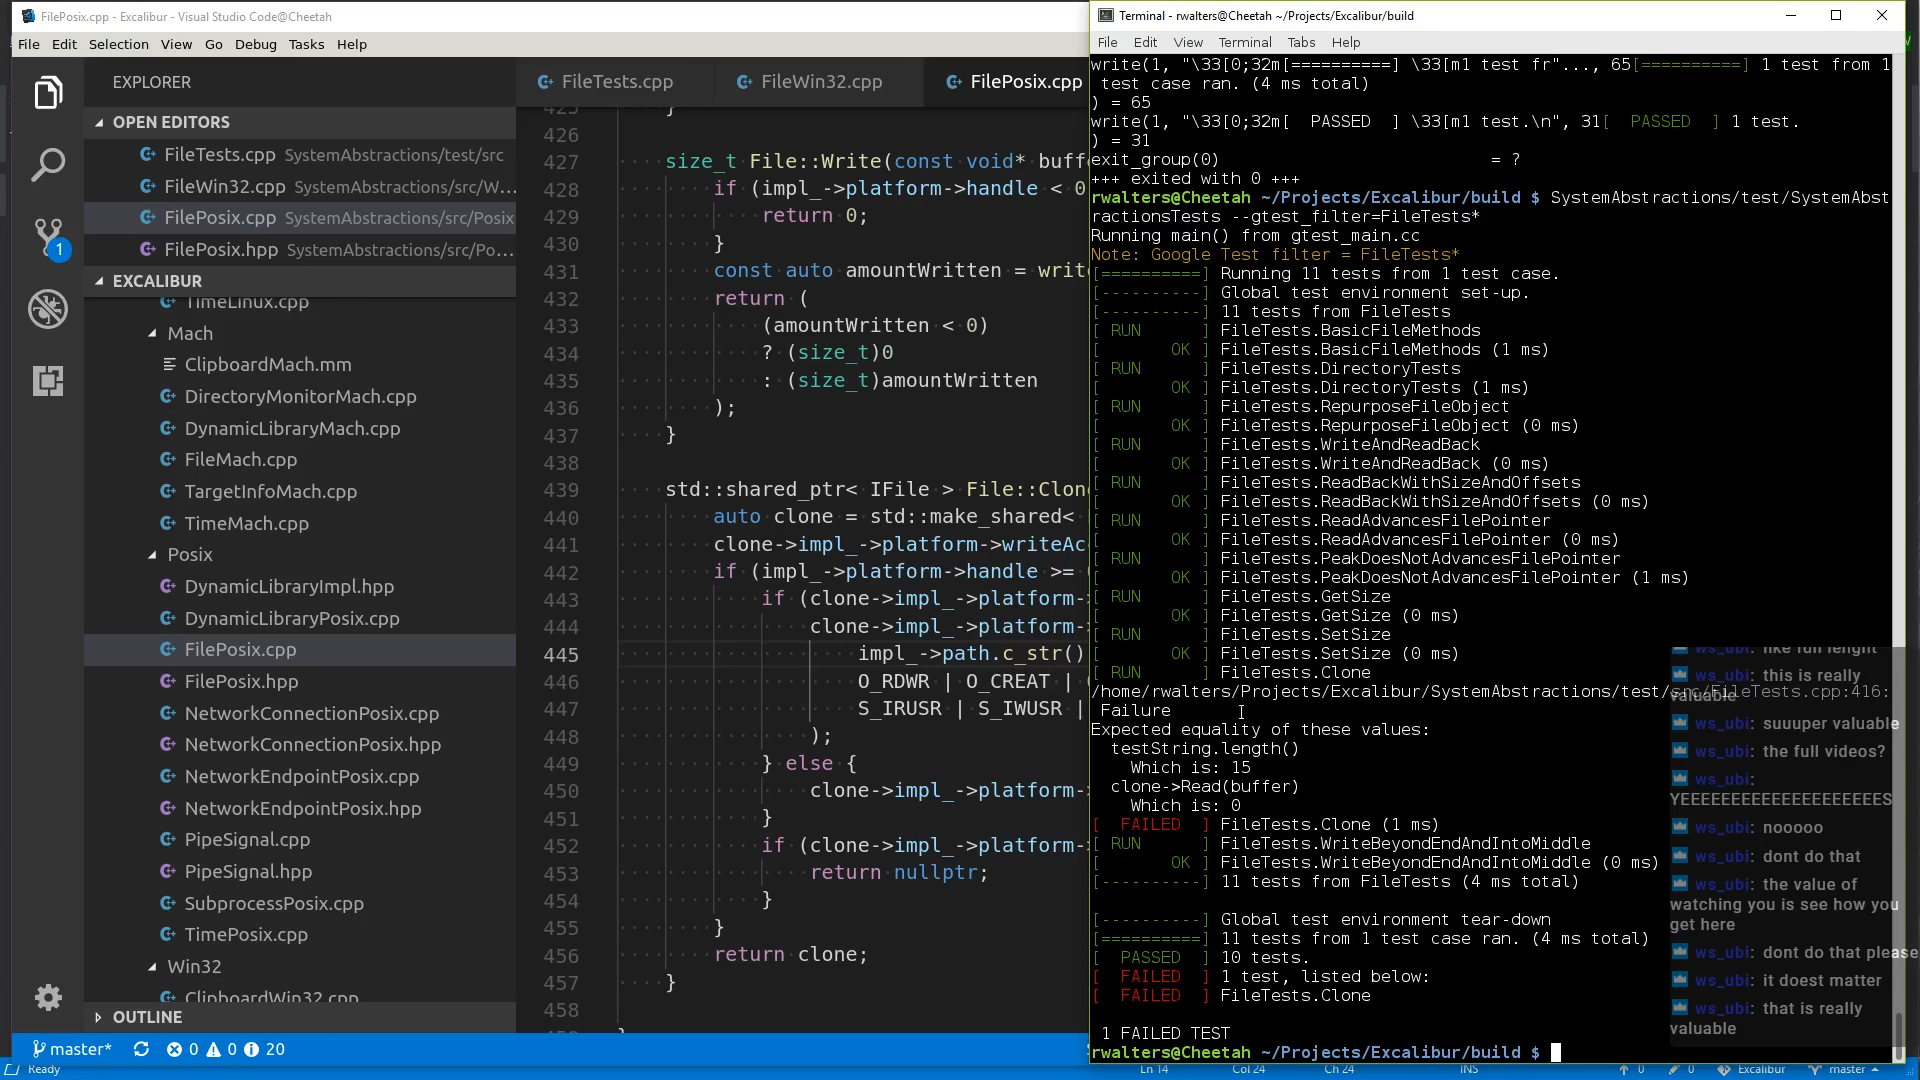 FilePosix.cpp - Excalibur - Visual Studio Code@Cheetah
File Edit Selection View Go Debug Tasks Help
EXPLORER
OPEN EDITORS
FileTests.cpp SystemAbstractions/test/src
FileWin32.cpp SystemAbstractions/src/W...
FilePosix.cpp SystemAbstractions/src/Posix
FilePosix.hpp SystemAbstractions/src/Po...
EXCALIBUR
TimeLinux.cpp
Mach
ClipboardMach.mm
DirectoryMonitorMach.cpp
DynamicLibraryMach.cpp
FileMach.cpp
TargetInfoMach.cpp
TimeMach.cpp
Posix
DynamicLibraryImpl.hpp
DynamicLibraryPosix.cpp
FilePosix.cpp
FilePosix.hpp
NetworkConnectionPosix.cpp
NetworkConnectionPosix.hpp
NetworkEndpointPosix.cpp
NetworkEndpointPosix.hpp
PipeSignal.cpp
PipeSignal.hpp
SubprocessPosix.cpp
TimePosix.cpp
Win32
ClipboardWin32.cpp
OUTLINE
1
FileTests.cpp FileWin32.cpp FilePosix.cpp
425 }
426
427 size_t File::Write(const void* buff
428 if (impl_->platform->handle < 0
429 return 0;
430 }
431 const auto amountWritten = write
432 return (
433 (amountWritten < 0)
434 ? (size_t)0
435 : (size_t)amountWritten
436 );
437 }
438
439 std::shared_ptr< IFile > File::Clon
440 auto clone = std::make_shared<
441 clone->impl_->platform->writeAc
442 if (impl_->platform->handle >=
443 if (clone->impl_->platform-
444 clone->impl_->platform-
445 impl_->path.c_str()
446 O_RDWR | O_CREAT |
447 S_IRUSR | S_IWUSR |
448 );
449 } else {
450 clone->impl_->platform-
451 }
452 if (clone->impl_->platform-
453 return nullptr;
454 }
455 }
456 return clone;
457 }
458
master* 0 0 20
Ready
Terminal - rwalters@Cheetah ~/Projects/Excalibur/build
File Edit View Terminal Tabs Help
write(1, "\33[0;32m[==========] \33[m1 test fr"..., 65[==========] 1 test from 1
test case ran. (4 ms total)
) = 65
write(1, "\33[0;32m[  PASSED  ] \33[m1 test.\n", 31[  PASSED  ] 1 test.
) = 31
exit_group(0) = ?
+++ exited with 0 +++
rwalters@Cheetah ~/Projects/Excalibur/build $ SystemAbstractions/test/SystemAbst
ractionsTests --gtest_filter=FileTests*
Running main() from gtest_main.cc
Note: Google Test filter = FileTests*
[==========] Running 11 tests from 1 test case.
[----------] Global test environment set-up.
[----------] 11 tests from FileTests
[ RUN      ] FileTests.BasicFileMethods
[       OK ] FileTests.BasicFileMethods (1 ms)
[ RUN      ] FileTests.DirectoryTests
[       OK ] FileTests.DirectoryTests (1 ms)
[ RUN      ] FileTests.RepurposeFileObject
[       OK ] FileTests.RepurposeFileObject (0 ms)
[ RUN      ] FileTests.WriteAndReadBack
[       OK ] FileTests.WriteAndReadBack (0 ms)
[ RUN      ] FileTests.ReadBackWithSizeAndOffsets
[       OK ] FileTests.ReadBackWithSizeAndOffsets (0 ms)
[ RUN      ] FileTests.ReadAdvancesFilePointer
[       OK ] FileTests.ReadAdvancesFilePointer (0 ms)
[ RUN      ] FileTests.PeakDoesNotAdvancesFilePointer
[       OK ] FileTests.PeakDoesNotAdvancesFilePointer (1 ms)
[ RUN      ] FileTests.GetSize
[       OK ] FileTests.GetSize (0 ms)
[ RUN      ] FileTests.SetSize
[       OK ] FileTests.SetSize (0 ms)
[ RUN      ] FileTests.Clone
/home/rwalters/Projects/Excalibur/SystemAbstractions/test/src/FileTests.cpp:416:
Failure
Expected equality of these values:
testString.length()
Which is: 15
clone->Read(buffer)
Which is: 0
[  FAILED  ] FileTests.Clone (1 ms)
[ RUN      ] FileTests.WriteBeyondEndAndIntoMiddle
[       OK ] FileTests.WriteBeyondEndAndIntoMiddle (0 ms)
[----------] 11 tests from FileTests (4 ms total)
[----------] Global test environment tear-down
[==========] 11 tests from 1 test case ran. (4 ms total)
[  PASSED  ] 10 tests.
[  FAILED  ] 1 test, listed below:
[  FAILED  ] FileTests.Clone
1 FAILED TEST
rwalters@Cheetah ~/Projects/Excalibur/build $
ws_ubi: like full lenght
ws_ubi: this is really
valuable
ws_ubi: suuuper valuable
ws_ubi: the full videos?
ws_ubi:
YEEEEEEEEEEEEEEEEEEES
ws_ubi: nooooo
ws_ubi: dont do that
ws_ubi: the value of
watching you is see how you
get here
ws_ubi: dont do that please
ws_ubi: it doest matter
ws_ubi: that is really
valuable
Ln 14 Col 24 Ch 24 INS 0 0 Excalibur master